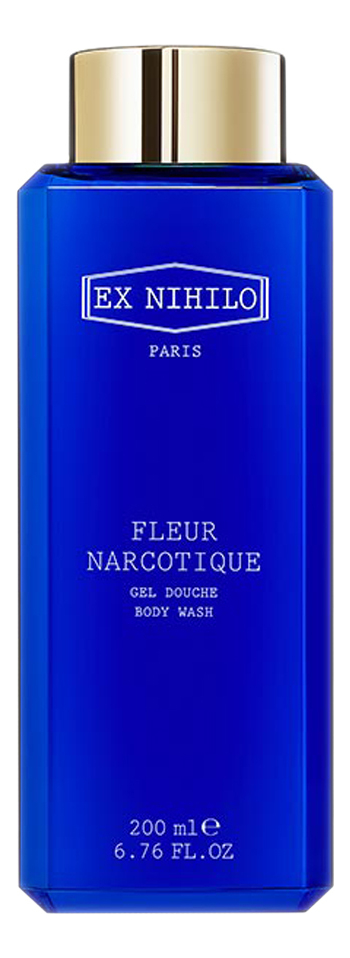 EX NIHILO
PARIS
FLEUR
NARCOTIQUE
GEL DOUCHE
BODY WASH
200 ml℮
6.76 FL.OZ